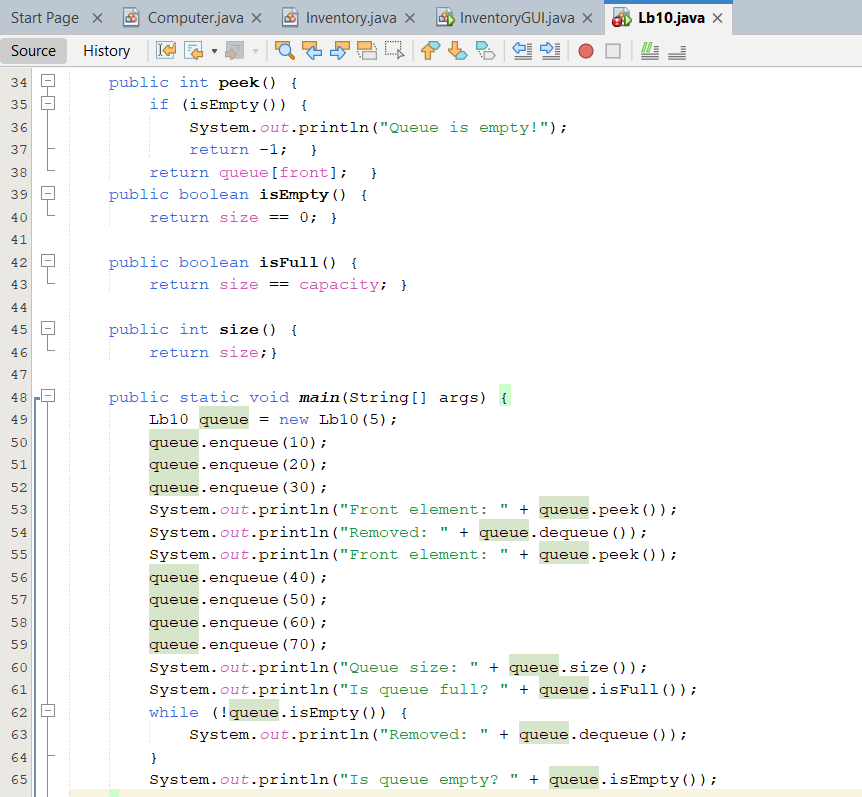 Start Page Computer.java Inventory.java InventoryGUI.java Lb10.java
Source History
34 public int peek() {
35 if (isEmpty()) {
36 System.out.println("Queue is empty!");
37 return -1; }
38 return queue[front]; }
39 public boolean isEmpty() {
40 return size == 0; }
41
42 public boolean isFull() {
43 return size == capacity; }
44
45 public int size() {
46 return size;}
47
48 public static void main(String[] args) {
49 Lb10 queue = new Lb10(5);
50 queue.enqueue(10);
51 queue.enqueue(20);
52 queue.enqueue(30);
53 System.out.println("Front element: " + queue.peek());
54 System.out.println("Removed: " + queue.dequeue());
55 System.out.println("Front element: " + queue.peek());
56 queue.enqueue(40);
57 queue.enqueue(50);
58 queue.enqueue(60);
59 queue.enqueue(70);
60 System.out.println("Queue size: " + queue.size());
61 System.out.println("Is queue full? " + queue.isFull());
62 while (!queue.isEmpty()) {
63 System.out.println("Removed: " + queue.dequeue());
64 }
65 System.out.println("Is queue empty? " + queue.isEmpty());